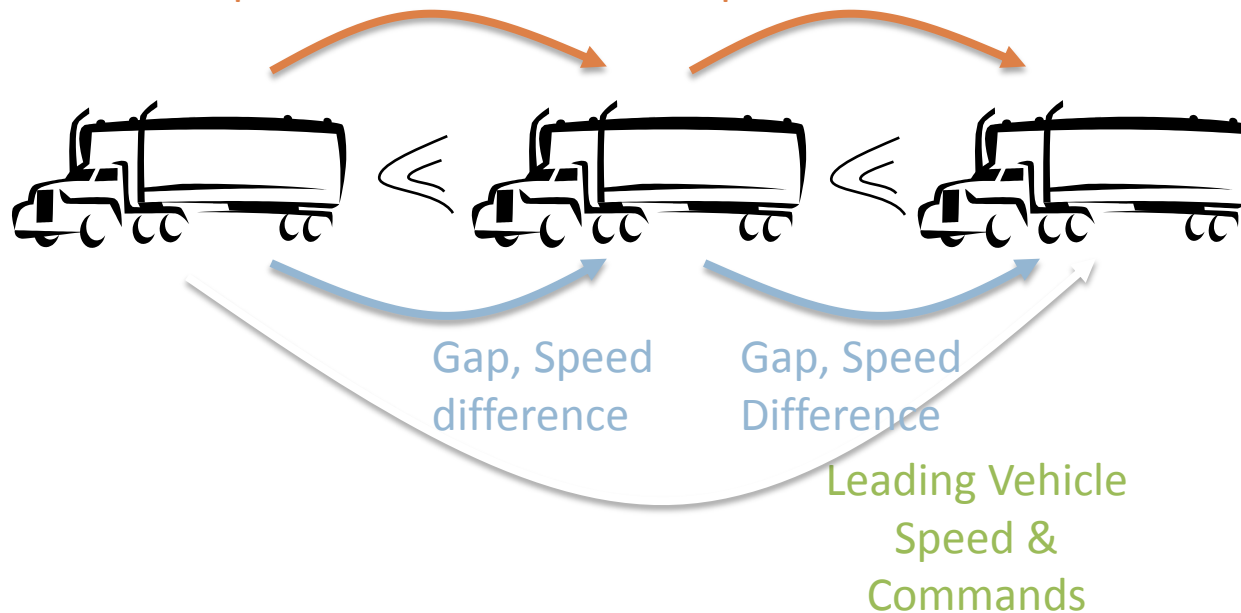 Gap, Speed
difference
Gap, Speed
Difference
Leading Vehicle
Speed &
Commands